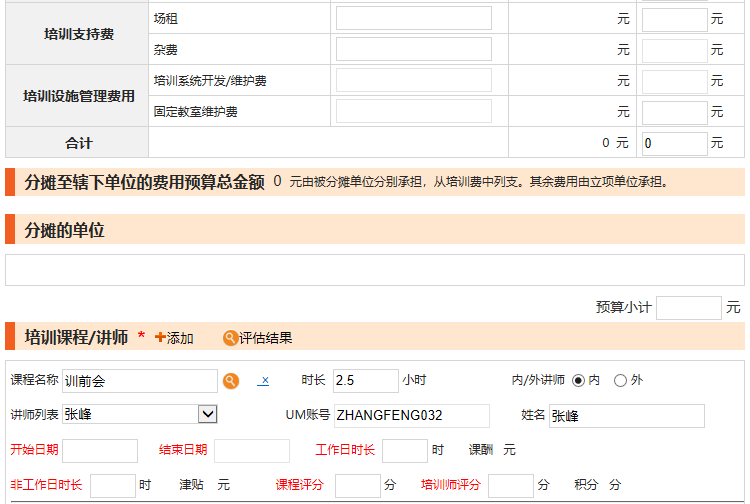 培训支持费 场租 元 元
杂费 元 元
培训设施管理费用 培训系统开发/维护费 元 元
固定教室维护费 元 元
合计 0 元 0 元
分摊至辖下单位的费用预算总金额 0 元由被分摊单位分别承担，从培训费中列支。其余费用由立项单位承担。
分摊的单位
预算小计 元
培训课程/讲师 * 添加 评估结果
课程名称 训前会 x 时长 2.5 小时 内/外讲师 内 外
讲师列表 张峰 UM账号 ZHANGFENG032 姓名 张峰
开始日期 结束日期 工作日时长 时 课酬 元
非工作日时长 时 津贴 元 课程评分 分 培训师评分 分 积分 分